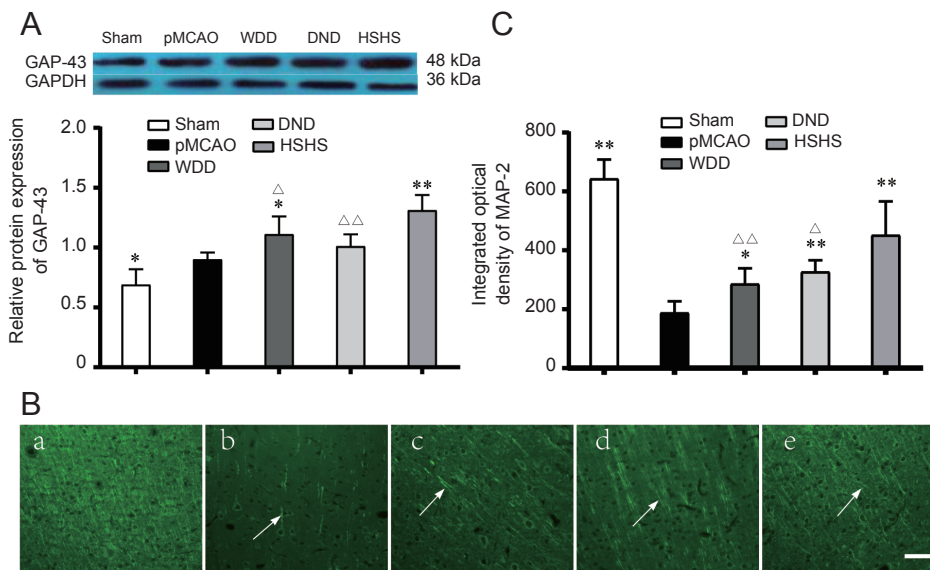 A
Sham pMCAO WDD DND HSHS
GAP-43 48 kDa
GAPDH 36 kDa
Relative protein expression
of GAP-43
2.0
1.5
1.0
0.5
0
Sham
pMCAO
WDD
DND
HSHS
*
△
*
△△
**
C
Integrated optical
density of MAP-2
800
600
400
200
0
Sham
pMCAO
WDD
DND
HSHS
**
△△
*
△
**
**
B
a b c d e